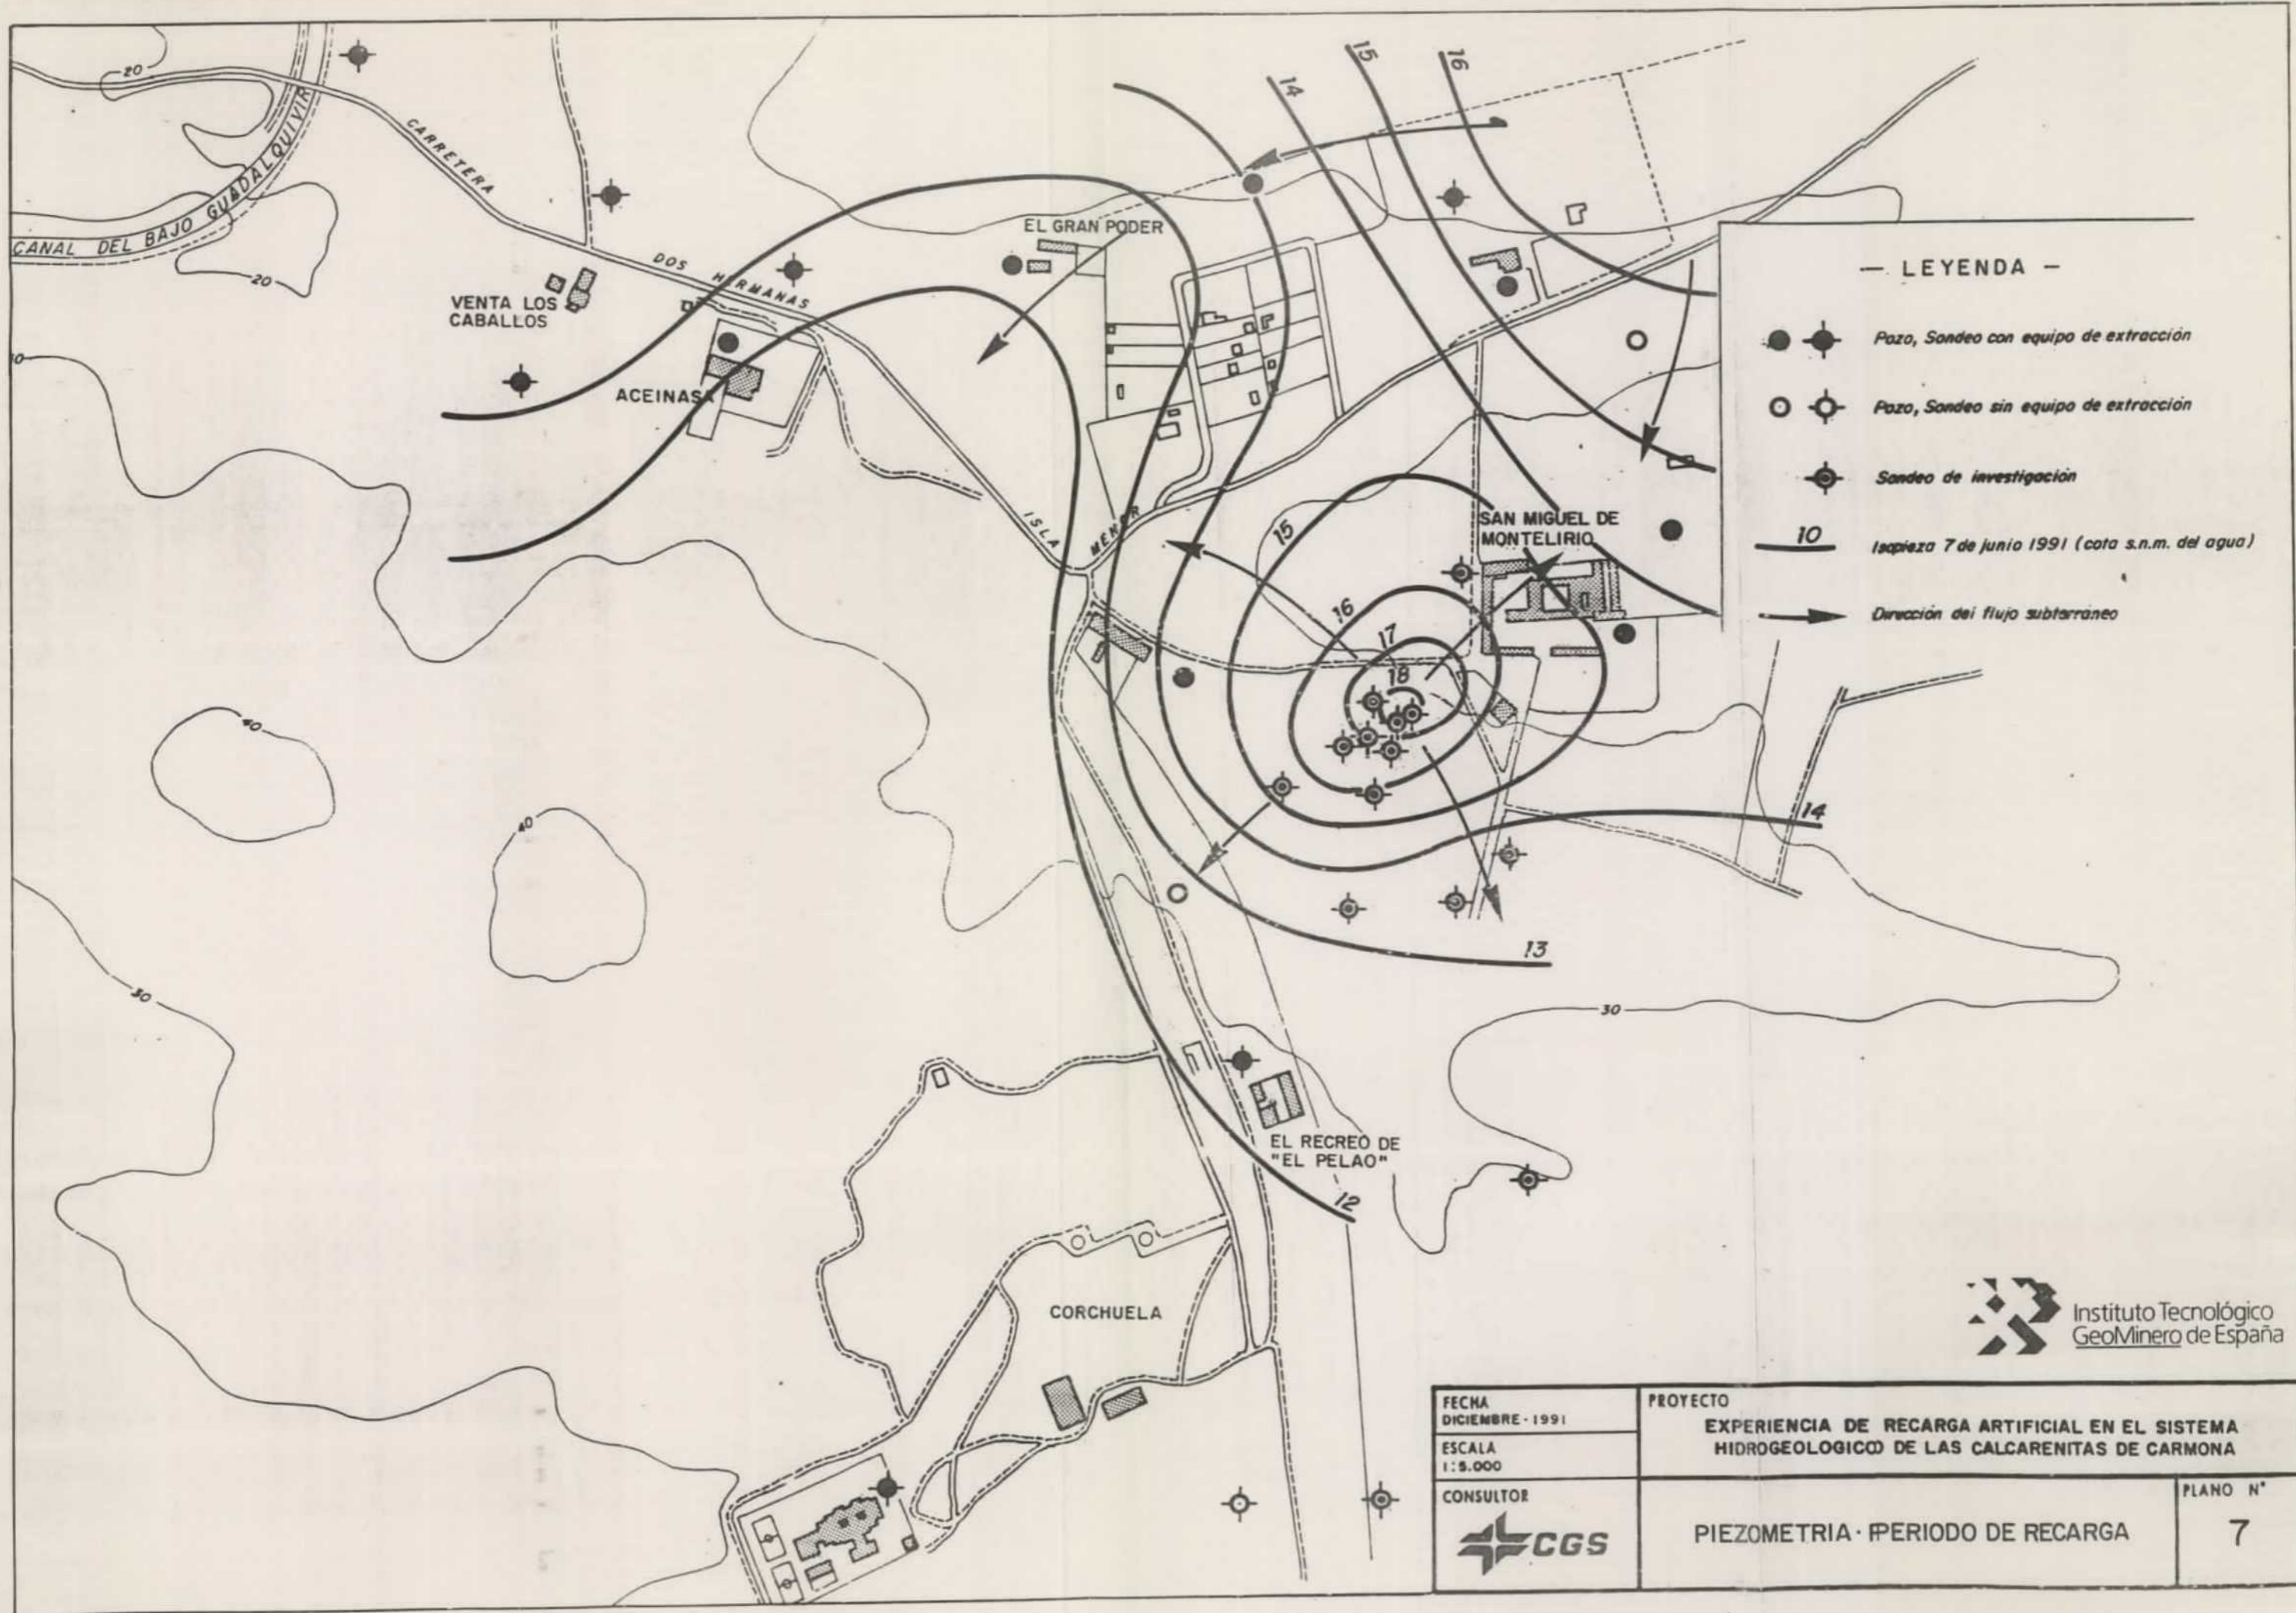 20
CARRETERA
CANAL DEL BAJO GUADALQUIVIR
20
VENTA LOS
CABALLOS
DOS HERMANAS
ACEINASA
EL GRAN PODER
14
15
16
ISLA MENOR
15
16
17
18
SAN MIGUEL DE
MONTELIRIO
40
40
30
14
13
30
EL RECREO DE
"EL PELAO"
12
CORCHUELA
— LEYENDA —
Pozo, Sondeo con equipo de extracción
Pozo, Sondeo sin equipo de extracción
Sondeo de investigación
10
Isopieza 7 de junio 1991 (cota s.n.m. del agua)
Dirección del flujo subterráneo
Instituto Tecnológico
GeoMinero de España
FECHA
DICIEMBRE - 1991
ESCALA
1:5.000
CONSULTOR
CGS
PROYECTO
EXPERIENCIA DE RECARGA ARTIFICIAL EN EL SISTEMA
HIDROGEOLOGICO DE LAS CALCARENITAS DE CARMONA
PIEZOMETRIA · PERIODO DE RECARGA
PLANO Nº
7